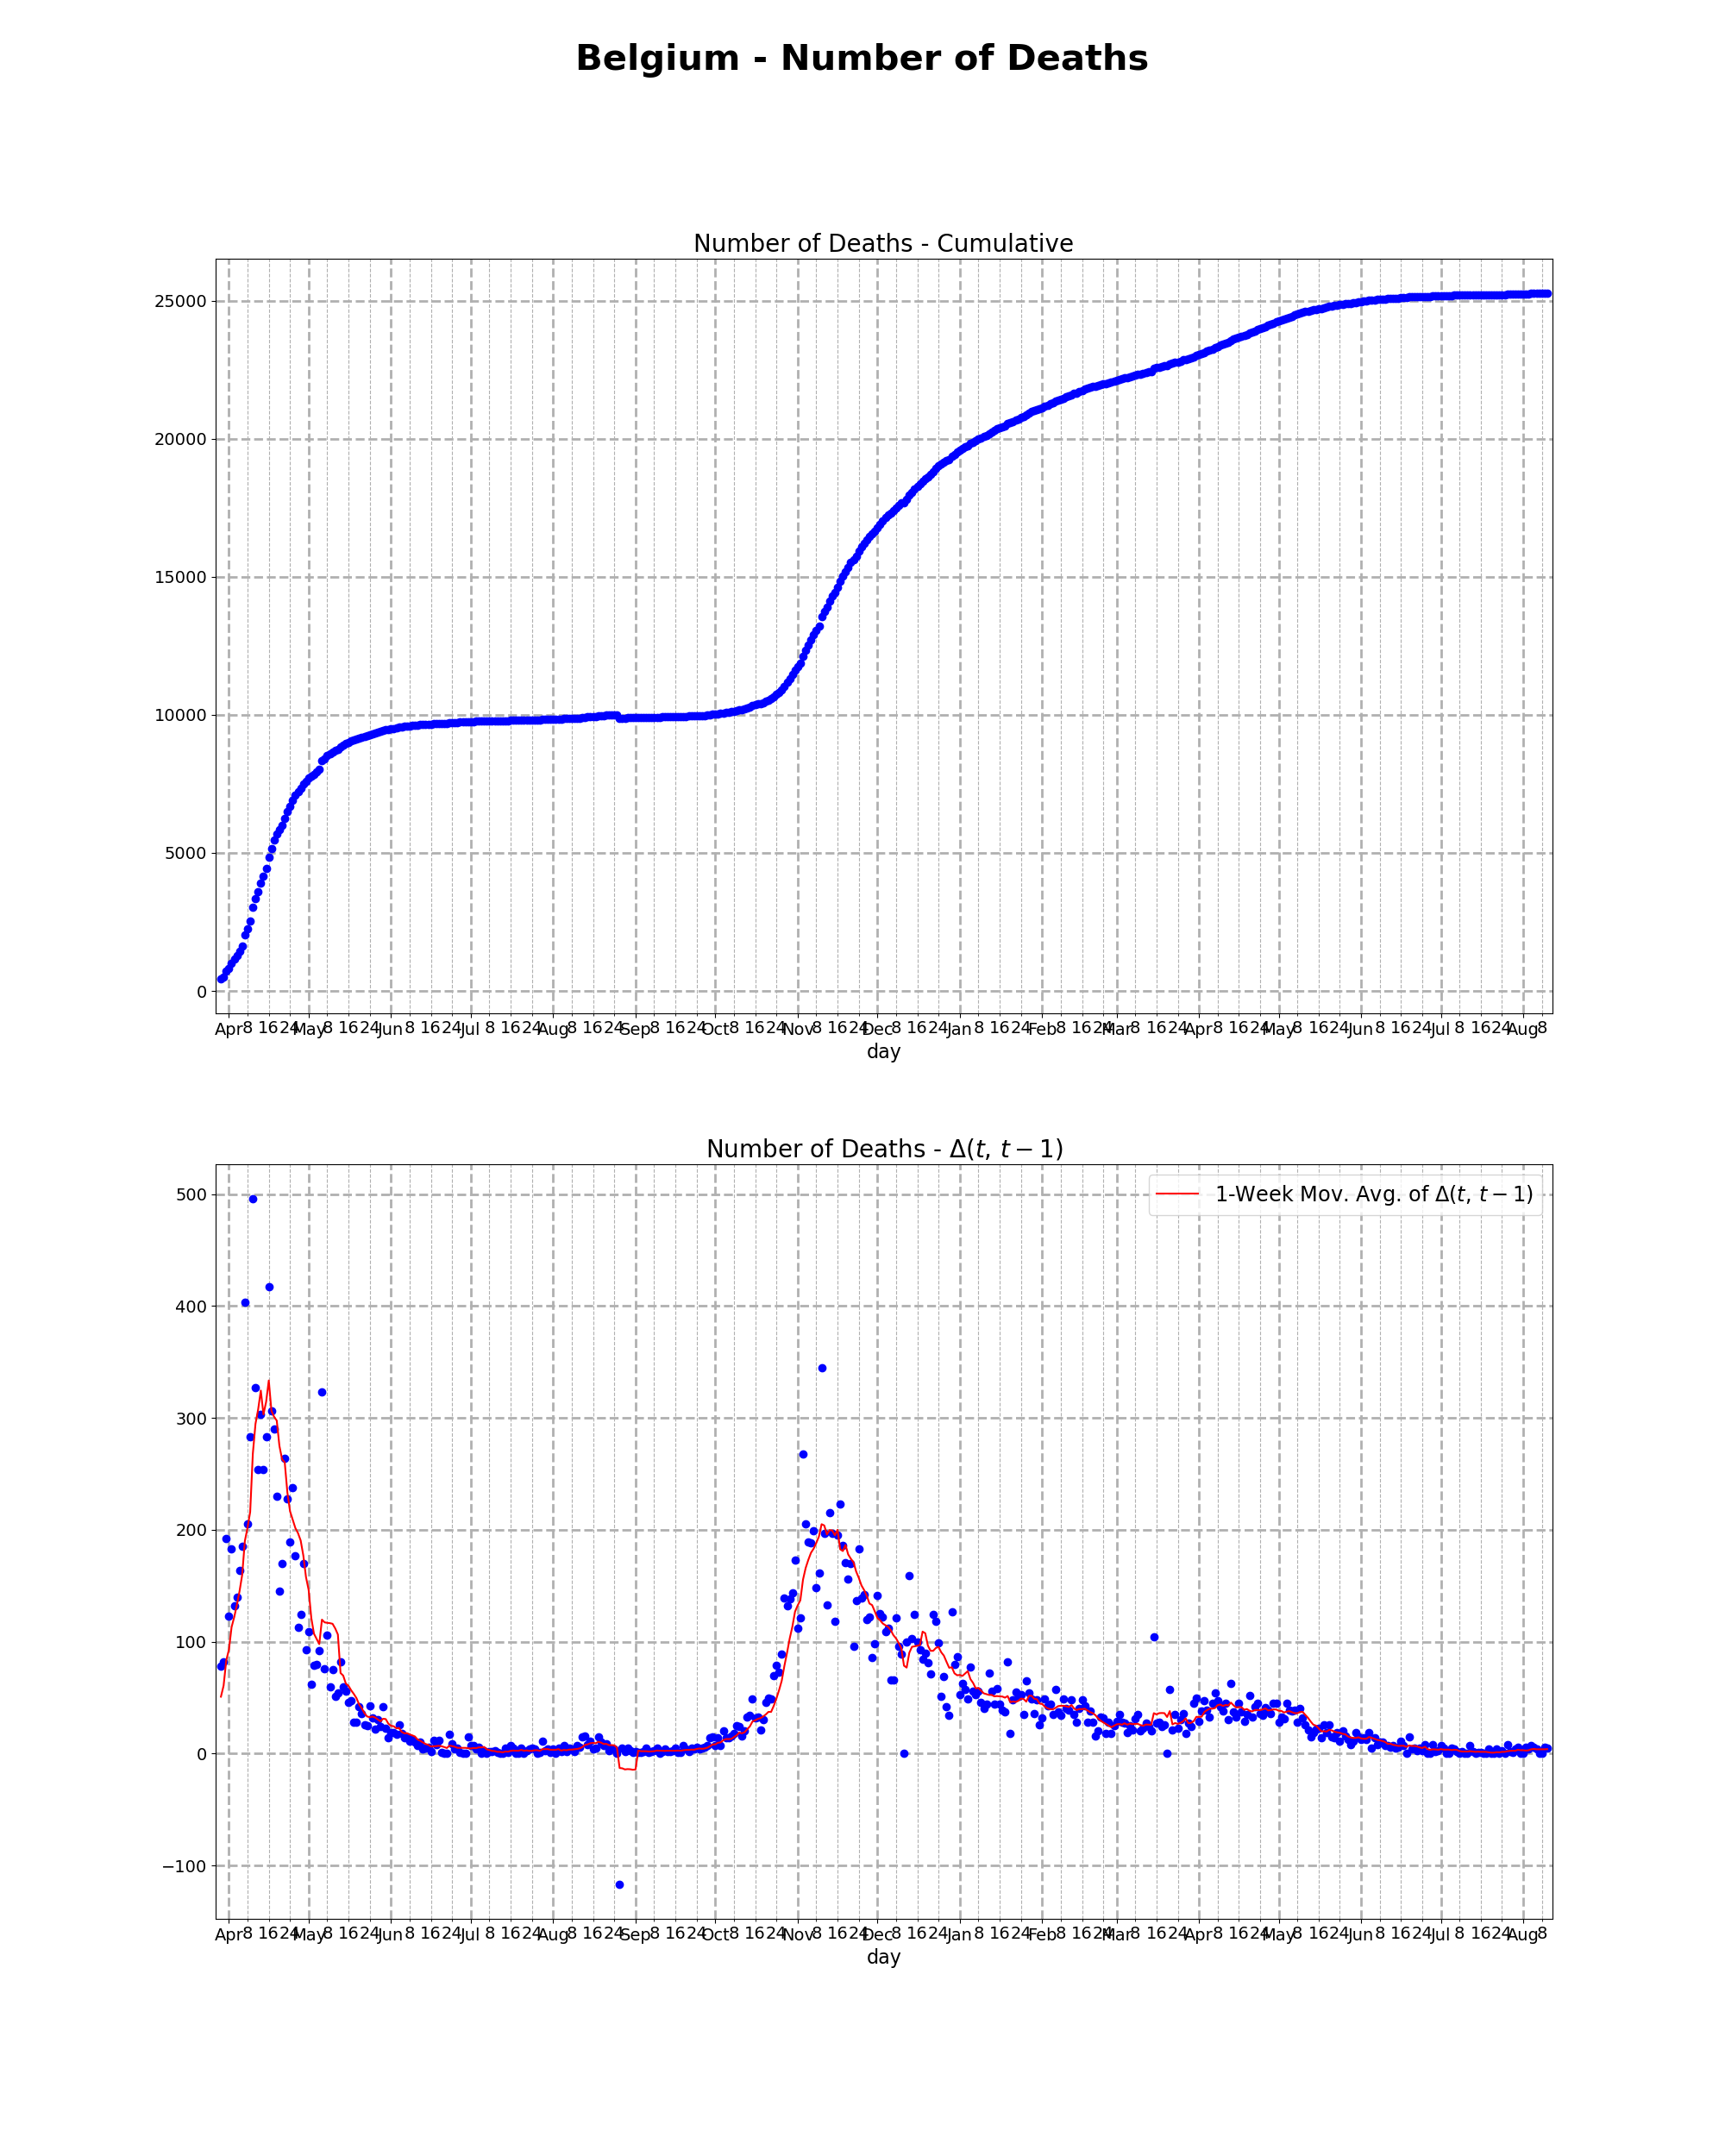 Belgium - Number of Deaths
Number of Deaths - Cumulative
25000
20000
15000
10000
5000
0
Apr 8 16 24 May 8 16 24 Jun 8 16 24 Jul 8 16 24 Aug 8 16 24 Sep 8 16 24 Oct 8 16 24 Nov 8 16 24 Dec 8 16 24 Jan 8 16 24 Feb 8 16 24 Mar 8 16 24 Apr 8 16 24 May 8 16 24 Jun 8 16 24 Jul 8 16 24 Aug 8
day
Number of Deaths - Δ(t, t − 1)
1-Week Mov. Avg. of Δ(t, t − 1)
500
400
300
200
100
0
−100
Apr 8 16 24 May 8 16 24 Jun 8 16 24 Jul 8 16 24 Aug 8 16 24 Sep 8 16 24 Oct 8 16 24 Nov 8 16 24 Dec 8 16 24 Jan 8 16 24 Feb 8 16 24 Mar 8 16 24 Apr 8 16 24 May 8 16 24 Jun 8 16 24 Jul 8 16 24 Aug 8
day